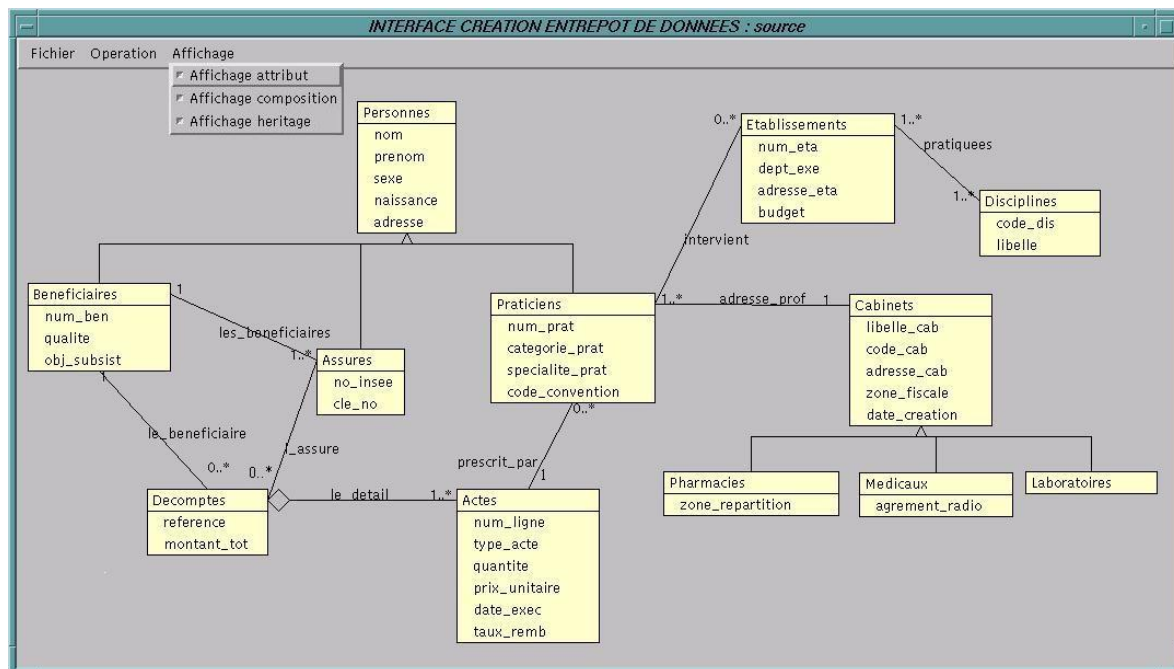 INTERFACE CREATION ENTREPOT DE DONNEES : source
Fichier Operation Affichage
Affichage attribut
Affichage composition
Affichage heritage
Personnes
nom
prenom
sexe
naissance
adresse
0..*
Etablissements
num_eta
dept_exe
adresse_eta
budget
1..*
pratiquees
1..*
Disciplines
code_dis
libelle
intervient
Beneficiaires
num_ben
qualite
obj_subsist
1
les_beneficiaires
1..*
Assures
no_insee
cle_no
Praticiens
num_prat
categorie_prat
specialite_prat
code_convention
1..*
adresse_prof
1
Cabinets
libelle_cab
code_cab
adresse_cab
zone_fiscale
date_creation
1
le_beneficiaire
0..*
l_assure
0..*
0..*
prescrit_par
1
Decomptes
reference
montant_tot
le_detail
1..*
Actes
num_ligne
type_acte
quantite
prix_unitaire
date_exec
taux_remb
Pharmacies
zone_repartition
Medicaux
agrement_radio
Laboratoires